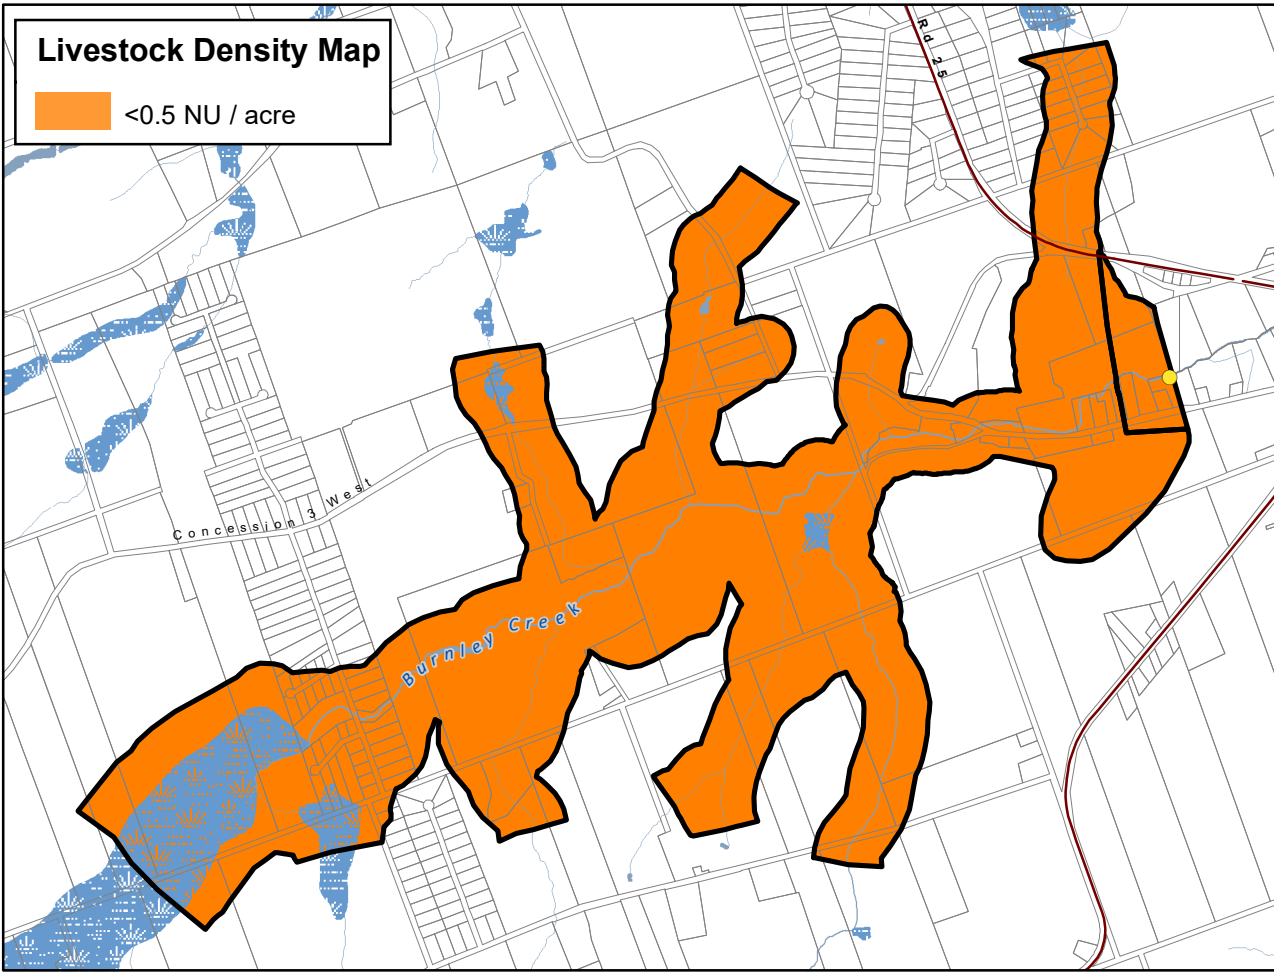 Livestock Density Map
<0.5 NU / acre
Rd 25
Concession 3 West
Burnley Creek